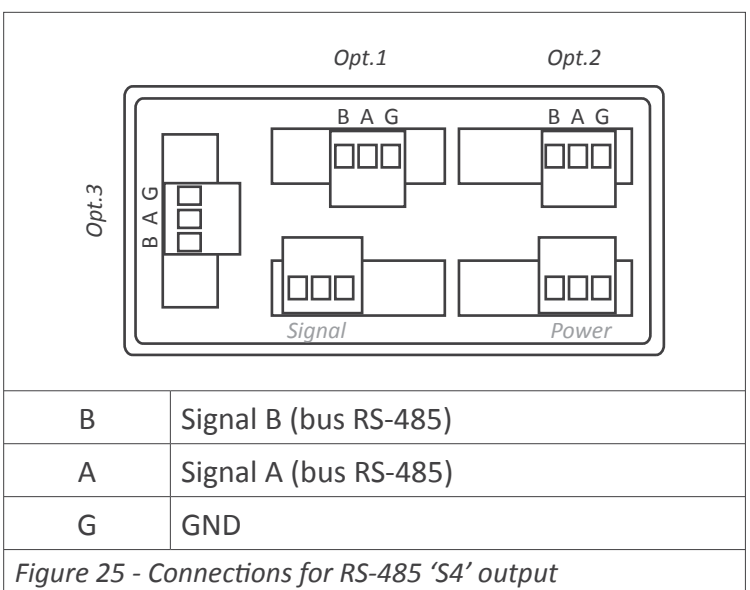 Opt.1 Opt.2
B A G B A G
Opt.3
B A G
Signal Power
B Signal B (bus RS-485)
A Signal A (bus RS-485)
G GND
Figure 25 - Connections for RS-485 ‘S4’ output